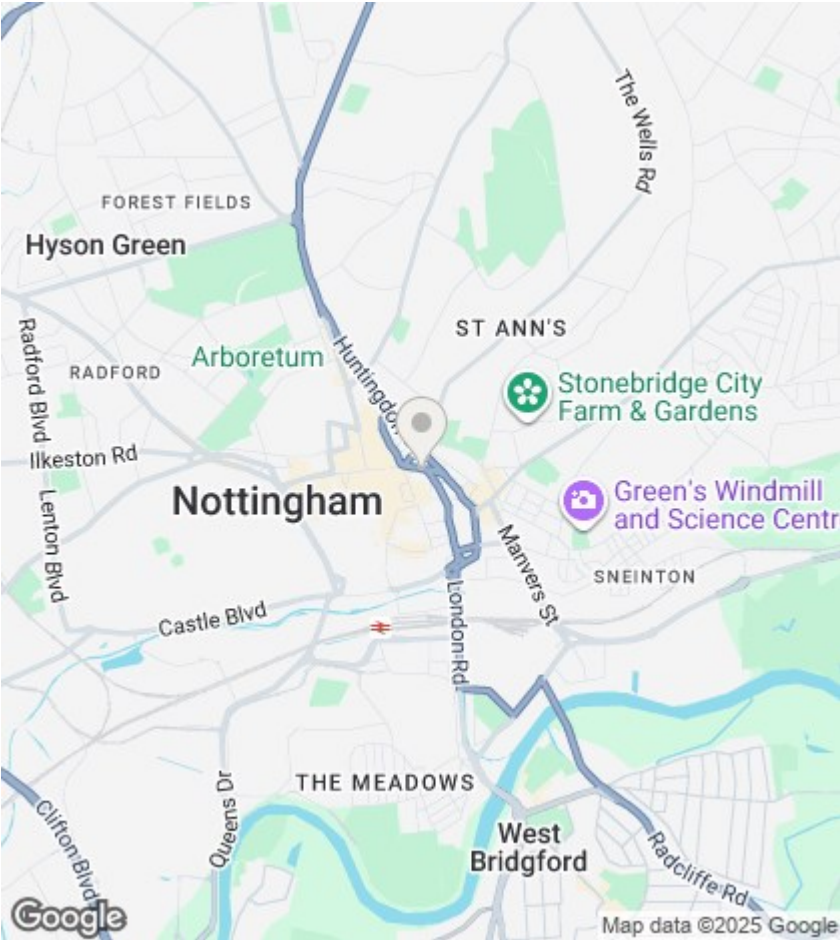 The Wells Rd
FOREST FIELDS
Hyson Green
ST ANN'S
Huntingdon
Arboretum
RADFORD
Radford Blvd
Stonebridge City
Farm & Gardens
Ilkeston Rd
Nottingham
Green's Windmill
and Science Centr
Lenton Blvd
Manvers St
SNEINTON
London Rd
Castle Blvd
THE MEADOWS
Queens Dr
Clifton Blvd
West
Bridgford
Radcliffe Rd
Google
Map data ©2025 Google